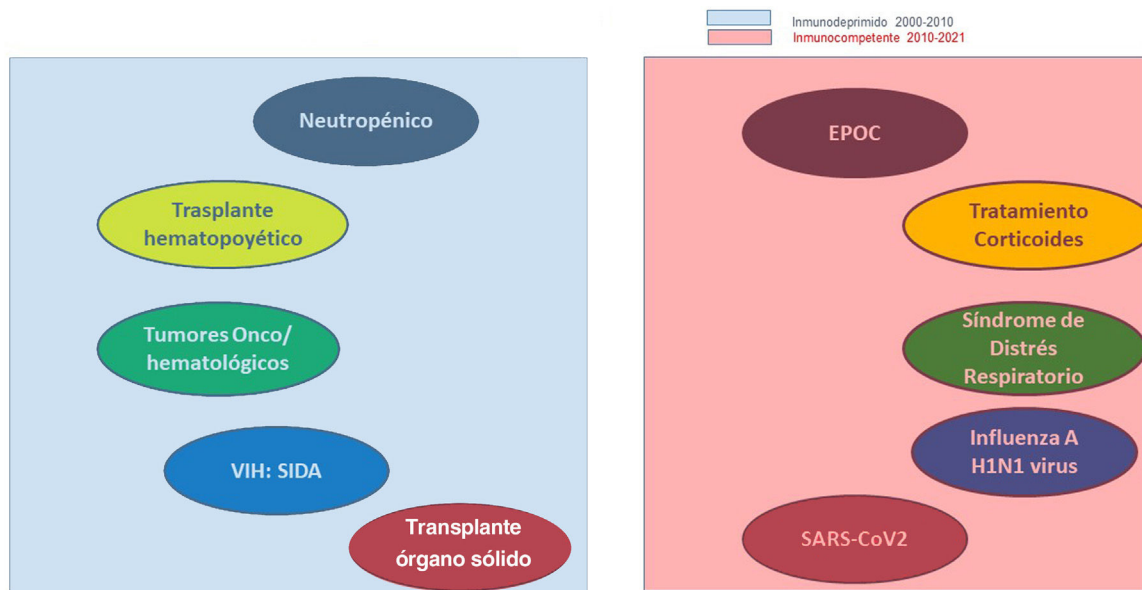 Inmunodeprimido 2000-2010
Inmunocompetente 2010-2021
Neutropénico
Trasplante
hematopoyético
Tumores Onco/
hematológicos
VIH: SIDA
Transplante
órgano sólido
EPOC
Tratamiento
Corticoides
Síndrome de
Distrés
Respiratorio
Influenza A
H1N1 virus
SARS-CoV2